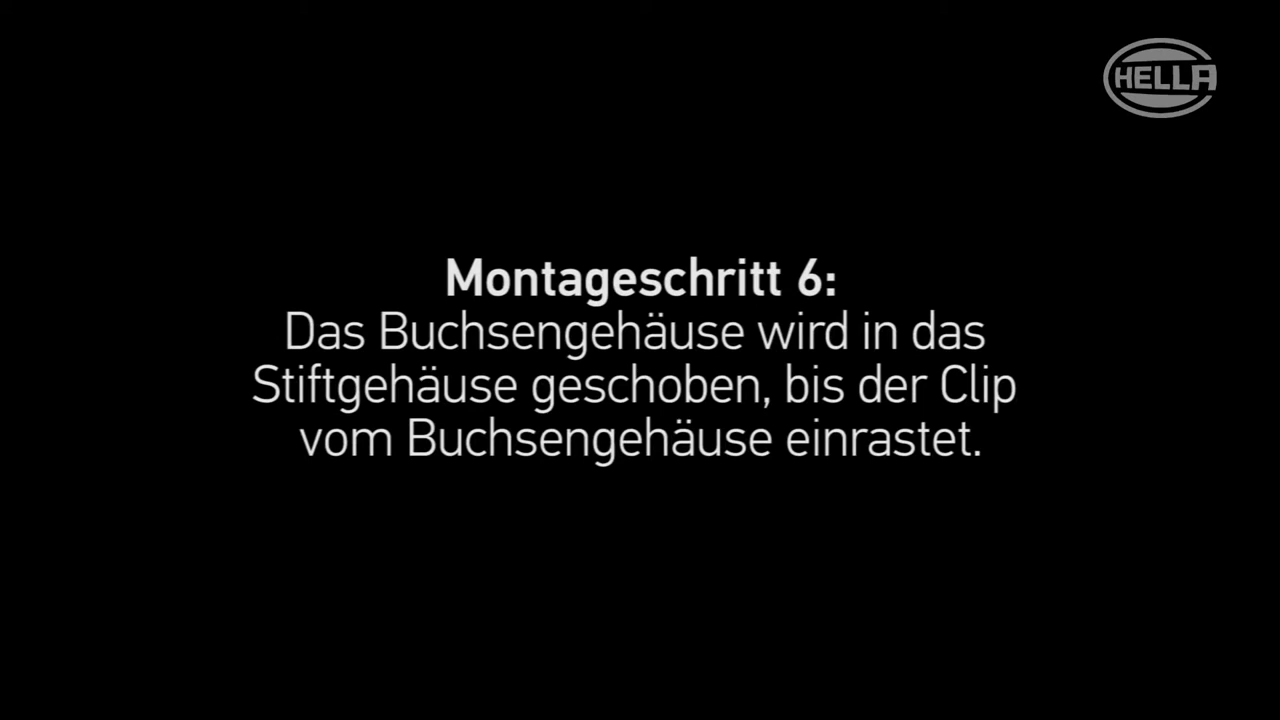 HELLA
Montageschritt 6:
Das Buchsengehäuse wird in das
Stiftgehäuse geschoben, bis der Clip
vom Buchsengehäuse einrastet.